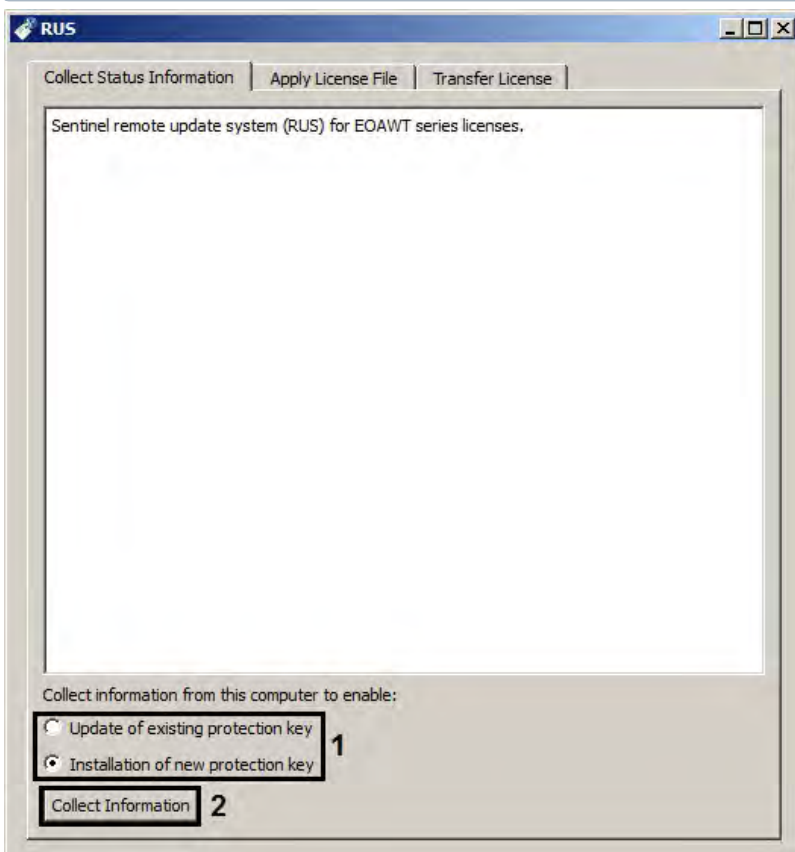 RUS
Collect Status Information Apply License File Transfer License
Sentinel remote update system (RUS) for EOAWT series licenses.
Collect information from this computer to enable:
Update of existing protection key
1
Installation of new protection key
Collect Information 2